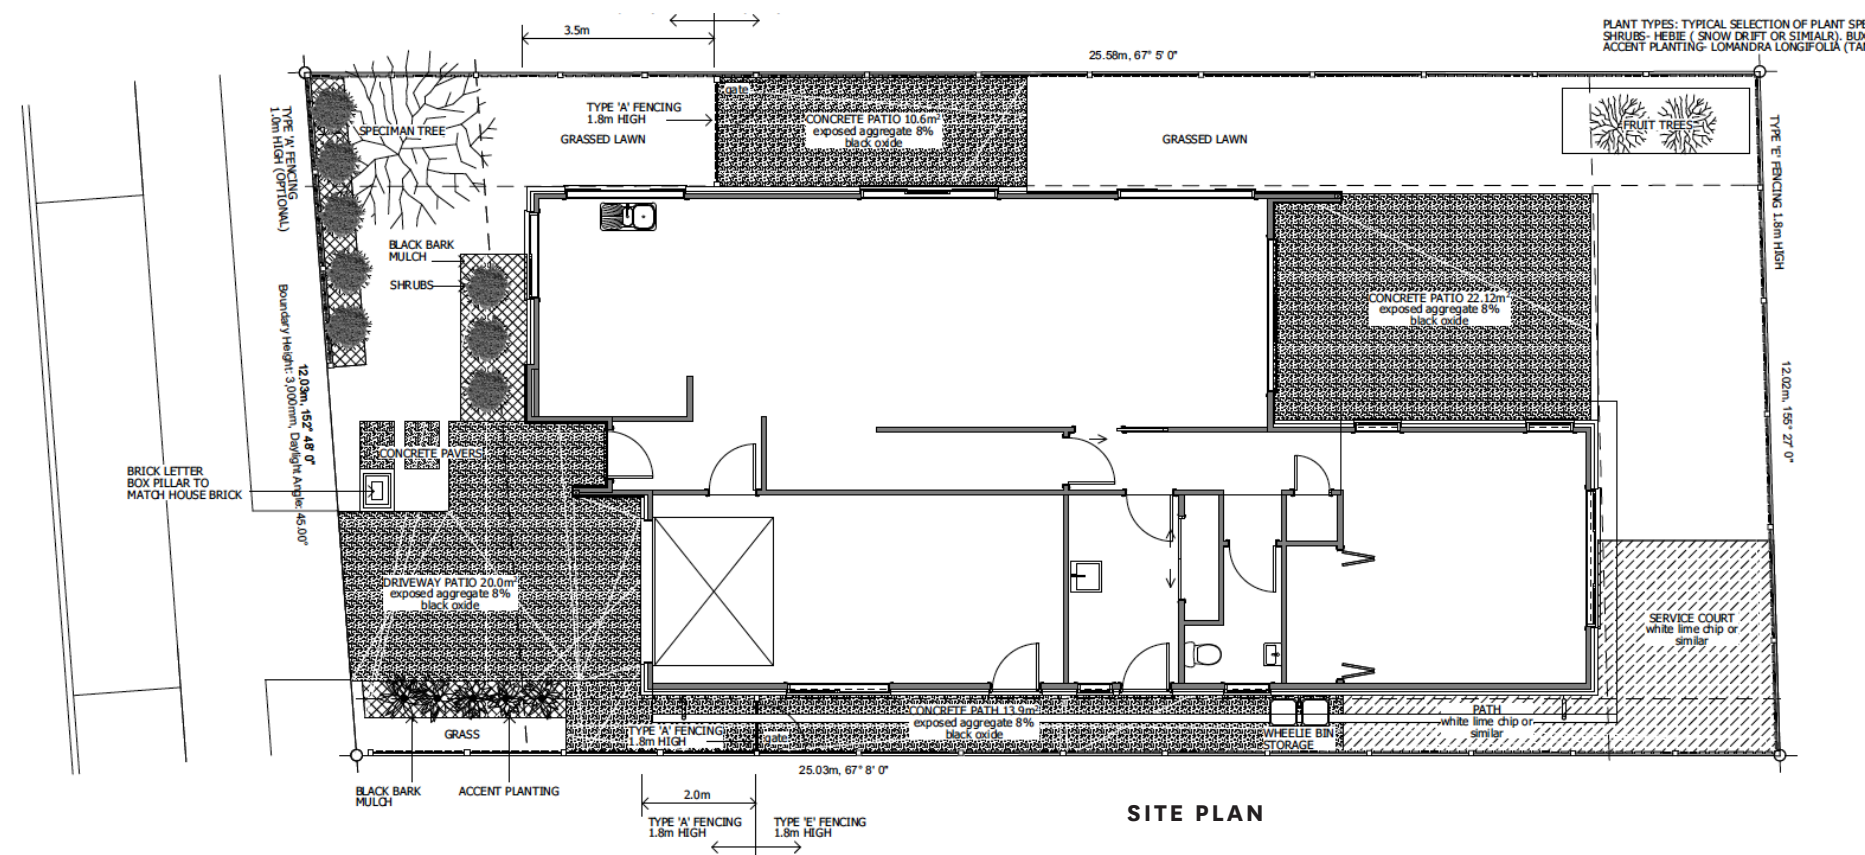 3.5m
25.58m, 67° 5' 0"
PLANT TYPES: TYPICAL SELECTION OF PLANT SPE
SHRUBS- HEBIE ( SNOW DRIFT OR SIMIALR). BUX
ACCENT PLANTING- LOMANDRA LONGIFOLIA (TAN
TYPE 'A' FENCING
1.0m HIGH (OPTIONAL)
SPECIMAN TREE
TYPE 'A' FENCING
1.8m HIGH
GRASSED LAWN
gate
CONCRETE PATIO 10.6m²
exposed aggregate 8%
black oxide
GRASSED LAWN
FRUIT TREES
TYPE 'E' FENCING 1.8m HIGH
BLACK BARK
MULCH
SHRUBS
Boundary Height: 3,000mm, Daylight Angle: 45.00°
12.03m, 152° 48' 0"
CONCRETE PATIO 22.12m²
exposed aggregate 8%
black oxide
12.02m, 155° 27' 0"
CONCRETE PAVERS
BRICK LETTER
BOX PILLAR TO
MATCH HOUSE BRICK
DRIVEWAY PATIO 20.0m²
exposed aggregate 8%
black oxide
SERVICE COURT
white lime chip or
similar
GRASS
TYPE 'A' FENCING
1.8m HIGH
gate
CONCRETE PATH 13.9m²
exposed aggregate 8%
black oxide
WHEELIE BIN
STORAGE
PATH
white lime chip or
similar
25.03m, 67° 8' 0"
BLACK BARK
MULCH
ACCENT PLANTING
2.0m
TYPE 'A' FENCING
1.8m HIGH
TYPE 'E' FENCING
1.8m HIGH
SITE PLAN